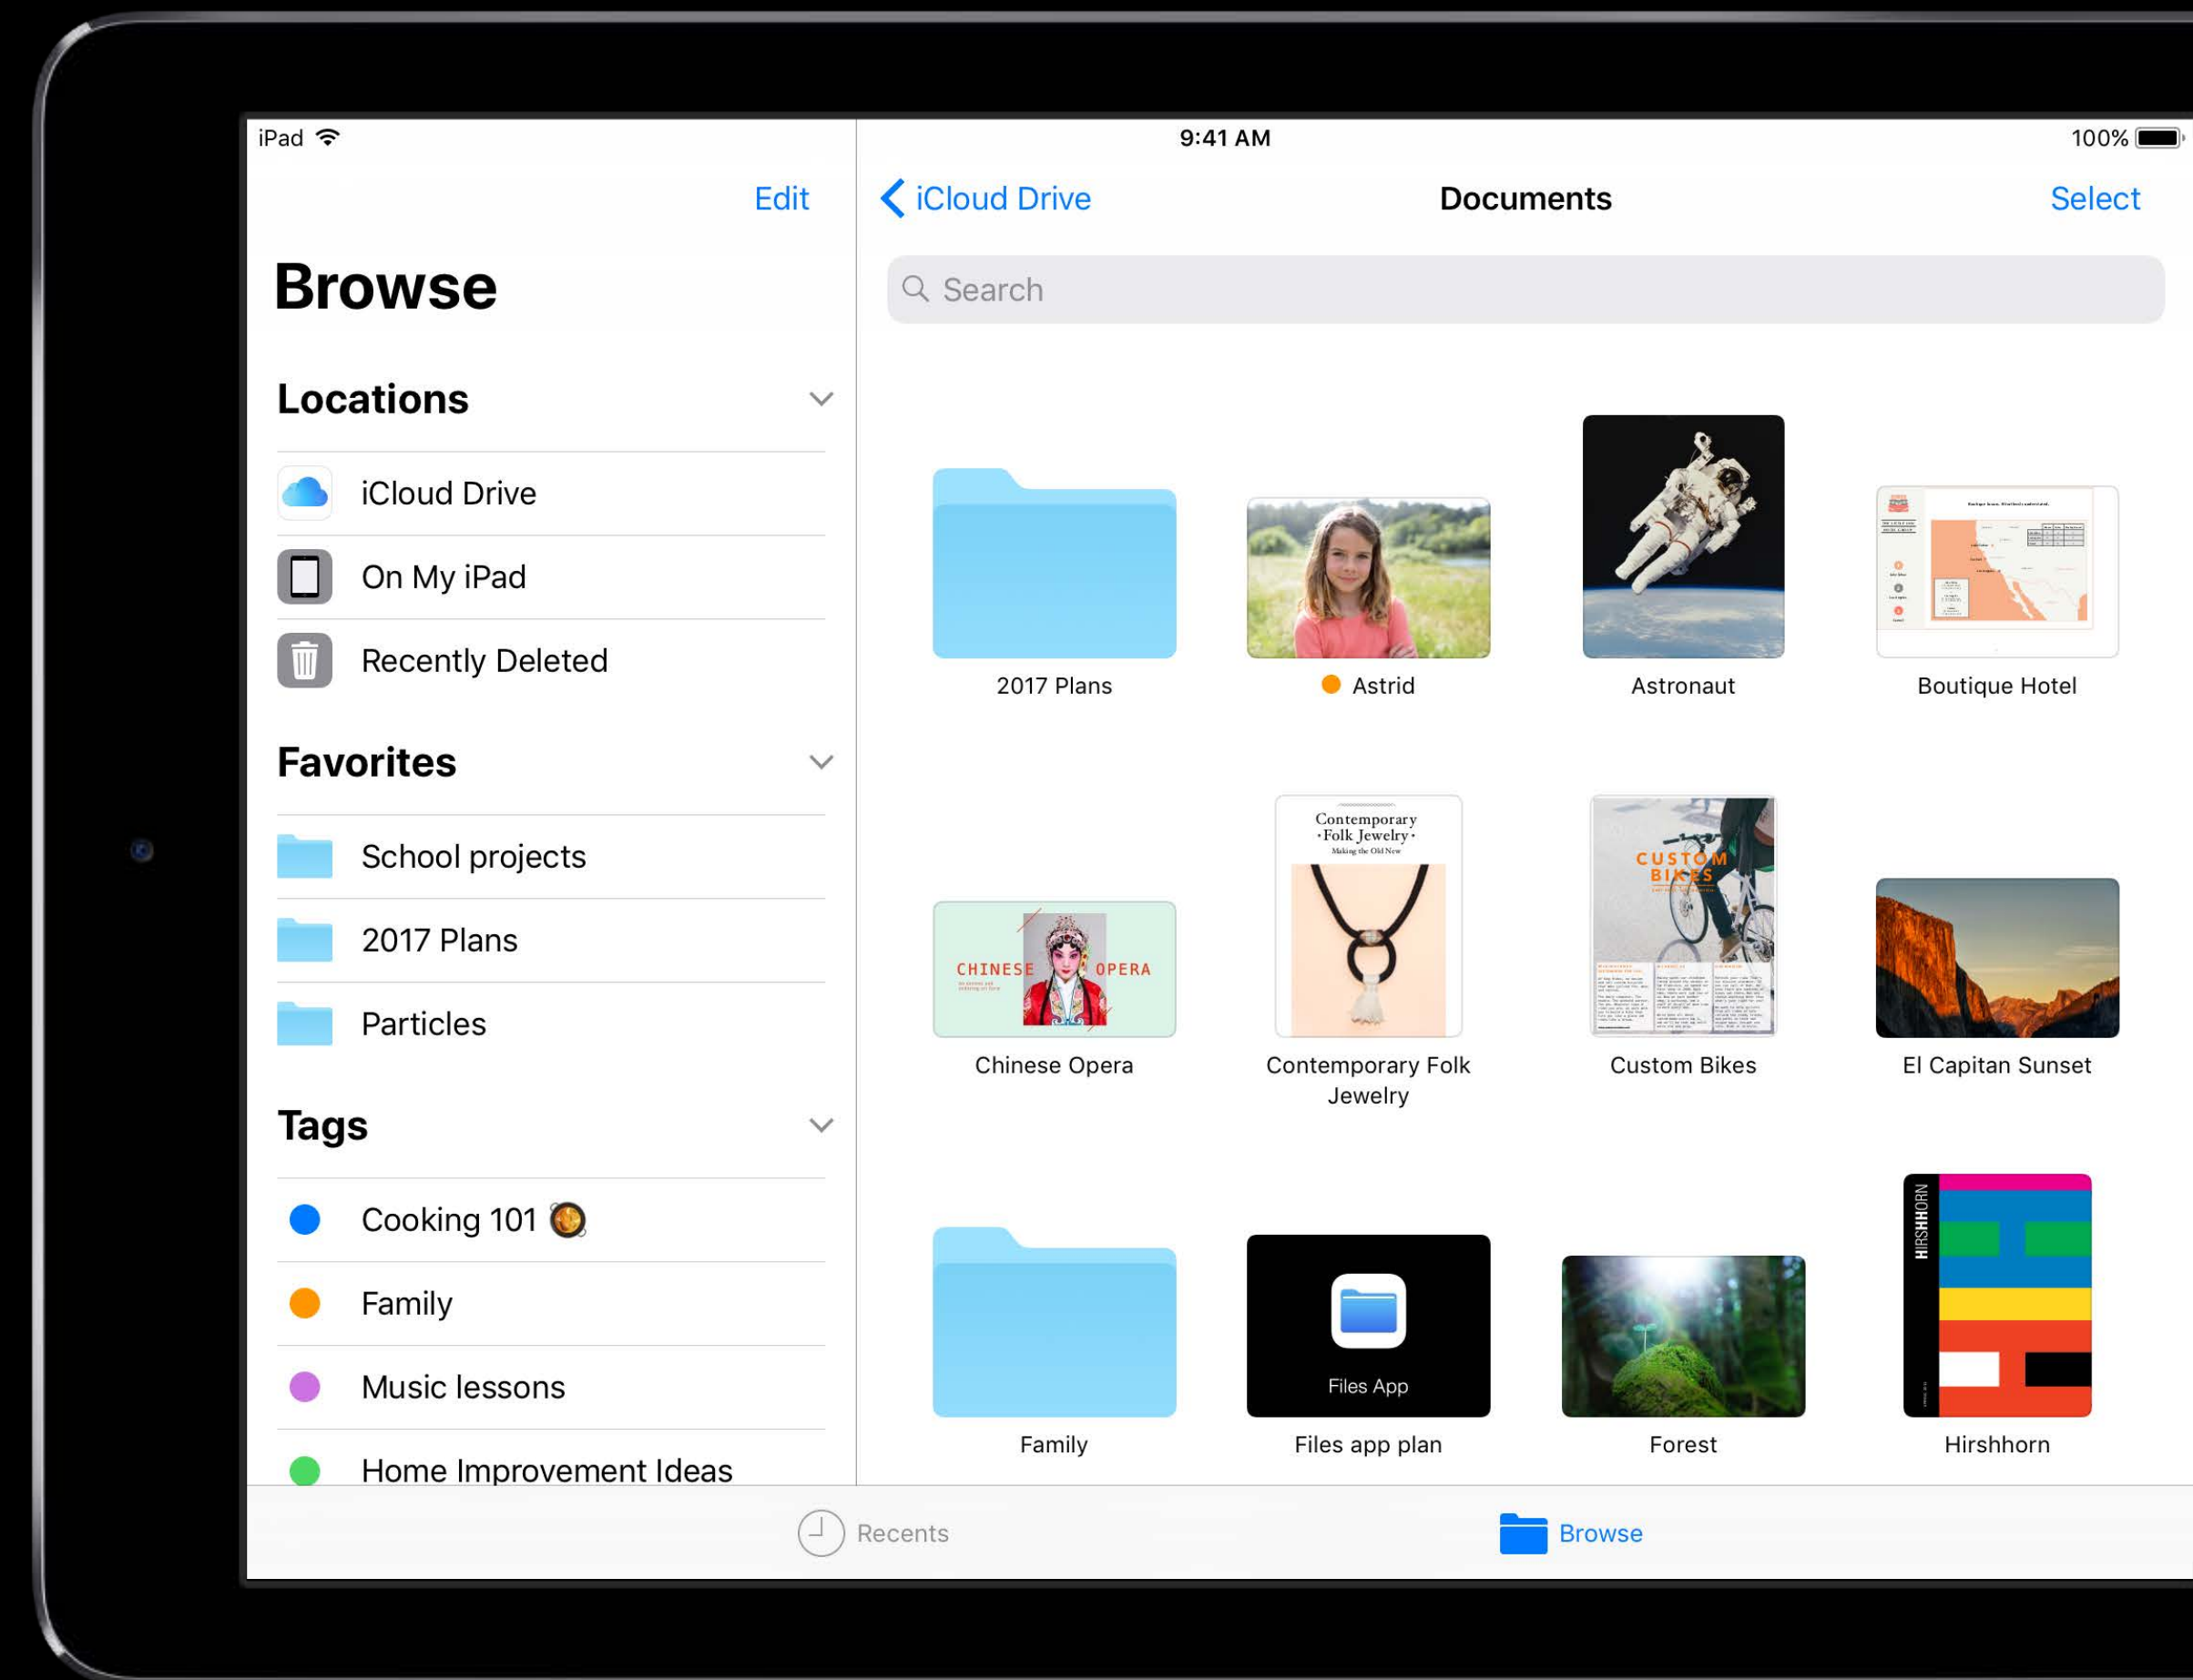 iPad
9:41 AM
100%
Edit
Browse
Locations
iCloud Drive
On My iPad
Recently Deleted
Favorites
School projects
2017 Plans
Particles
Tags
Cooking 101
Family
Music lessons
Home Improvement Ideas
iCloud Drive
Documents
Select
Search
2017 Plans
Astrid
Astronaut
Boutique Hotel
CHINESE OPERA
Chinese Opera
Contemporary
Folk Jewelry
Making the Old New
Contemporary Folk
Jewelry
CUSTOM
BIKES
Custom Bikes
El Capitan Sunset
Family
Files App
Files app plan
Forest
HIRSHHORN
Hirshhorn
Recents
Browse